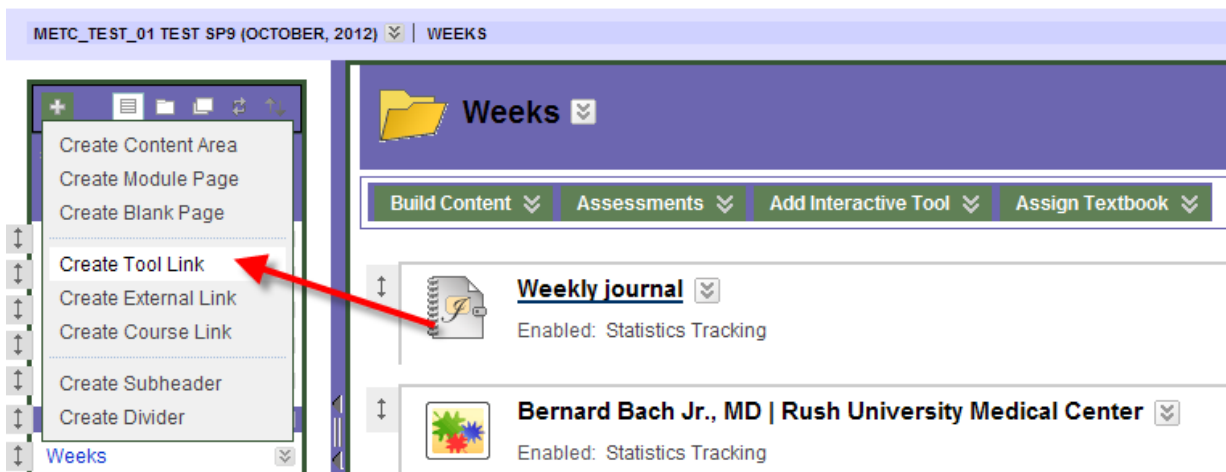 METC_TEST_01 TEST SP9 (OCTOBER, 2012) | WEEKS
Create Content Area
Create Module Page
Create Blank Page
Create Tool Link
Create External Link
Create Course Link
Create Subheader
Create Divider
Weeks
Weeks
Build Content
Assessments
Add Interactive Tool
Assign Textbook
Weekly journal
Enabled: Statistics Tracking
Bernard Bach Jr., MD | Rush University Medical Center
Enabled: Statistics Tracking